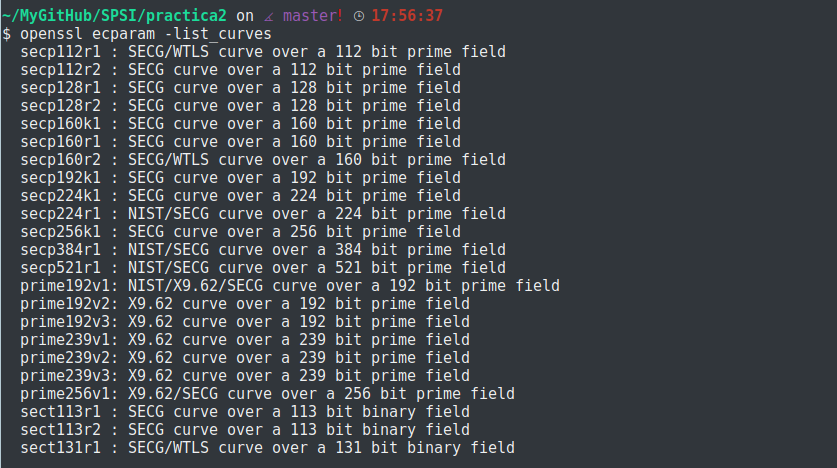 ~/MyGitHub/SPSI/practica2 on master! 17:56:37
$ openssl ecparam -list_curves
secp112r1 : SECG/WTLS curve over a 112 bit prime field
secp112r2 : SECG curve over a 112 bit prime field
secp128r1 : SECG curve over a 128 bit prime field
secp128r2 : SECG curve over a 128 bit prime field
secp160k1 : SECG curve over a 160 bit prime field
secp160r1 : SECG curve over a 160 bit prime field
secp160r2 : SECG/WTLS curve over a 160 bit prime field
secp192k1 : SECG curve over a 192 bit prime field
secp224k1 : SECG curve over a 224 bit prime field
secp224r1 : NIST/SECG curve over a 224 bit prime field
secp256k1 : SECG curve over a 256 bit prime field
secp384r1 : NIST/SECG curve over a 384 bit prime field
secp521r1 : NIST/SECG curve over a 521 bit prime field
prime192v1: NIST/X9.62/SECG curve over a 192 bit prime field
prime192v2: X9.62 curve over a 192 bit prime field
prime192v3: X9.62 curve over a 192 bit prime field
prime239v1: X9.62 curve over a 239 bit prime field
prime239v2: X9.62 curve over a 239 bit prime field
prime239v3: X9.62 curve over a 239 bit prime field
prime256v1: X9.62/SECG curve over a 256 bit prime field
sect113r1 : SECG curve over a 113 bit binary field
sect113r2 : SECG curve over a 113 bit binary field
sect131r1 : SECG/WTLS curve over a 131 bit binary field